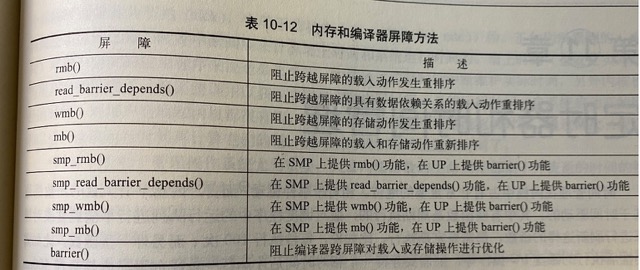 表 10-12 内存和编译器屏障方法
屏 障 描 述
rmb() 阻止跨越屏障的载入动作发生重排序
read_barrier_depends() 阻止跨越屏障的具有数据依赖关系的载入动作重排序
wmb() 阻止跨越屏障的存储动作发生重排序
mb() 阻止跨越屏障的载入和存储动作重新排序
smp_rmb() 在 SMP 上提供 rmb() 功能，在 UP 上提供 barrier() 功能
smp_read_barrier_depends() 在 SMP 上提供 read_barrier_depends() 功能，在 UP 上提供 barrier() 功能
smp_wmb() 在 SMP 上提供 wmb() 功能，在 UP 上提供 barrier() 功能
smp_mb() 在 SMP 上提供 mb() 功能，在 UP 上提供 barrier() 功能
barrier() 阻止编译器跨屏障对载入或存储操作进行优化